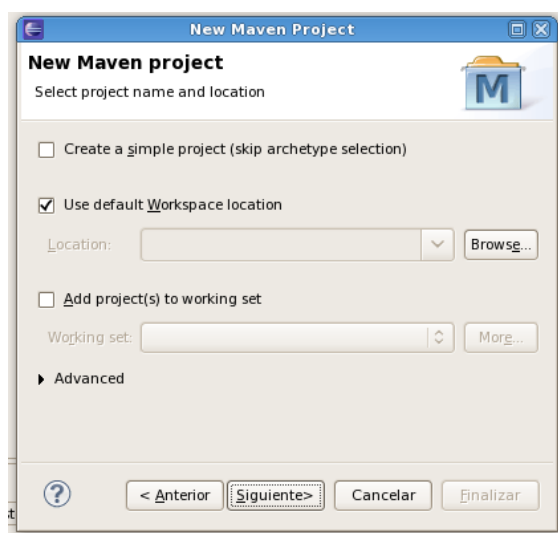 New Maven Project
New Maven project
Select project name and location
M
Create a simple project (skip archetype selection)
Use default Workspace location
Location:
Browse...
Add project(s) to working set
Working set:
More...
Advanced
?
< Anterior
Siguiente>
Cancelar
Finalizar
st